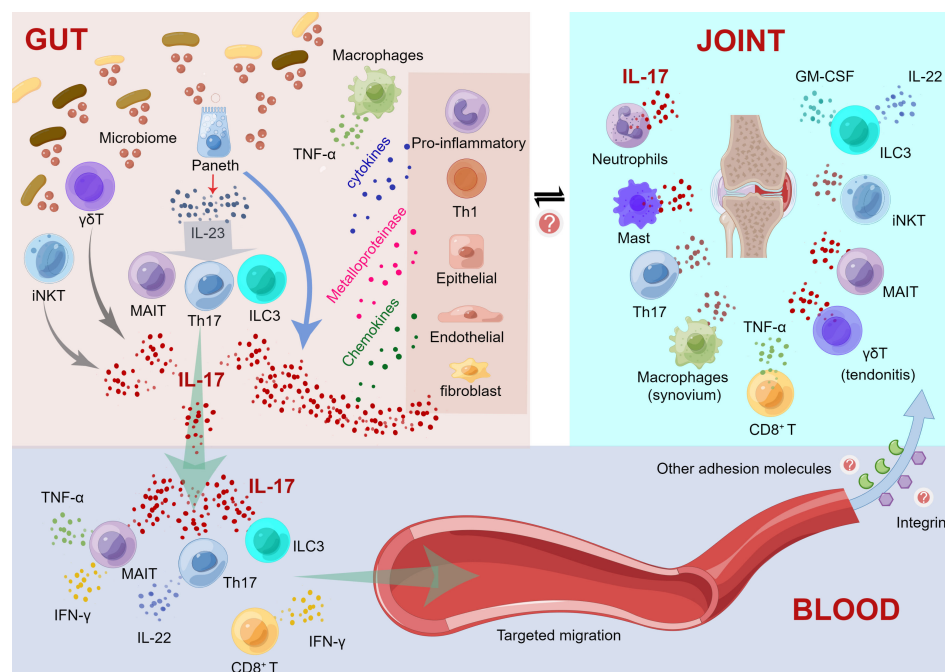 GUT
Macrophages
TNF-α
Microbiome
Paneth
γδT
iNKT
IL-23
MAIT
Th17
ILC3
IL-17
cytokines
Metalloproteinase
Chemokines
Pro-inflammatory
Th1
Epithelial
Endothelial
fibroblast
?
JOINT
IL-17
Neutrophils
Mast
Th17
Macrophages
(synovium)
TNF-α
CD8⁺ T
GM-CSF
IL-22
ILC3
iNKT
MAIT
γδT
(tendonitis)
TNF-α
IL-17
MAIT
Th17
ILC3
IFN-γ
IL-22
CD8⁺ T
IFN-γ
Targeted migration
Other adhesion molecules
?
?
Integrin
BLOOD